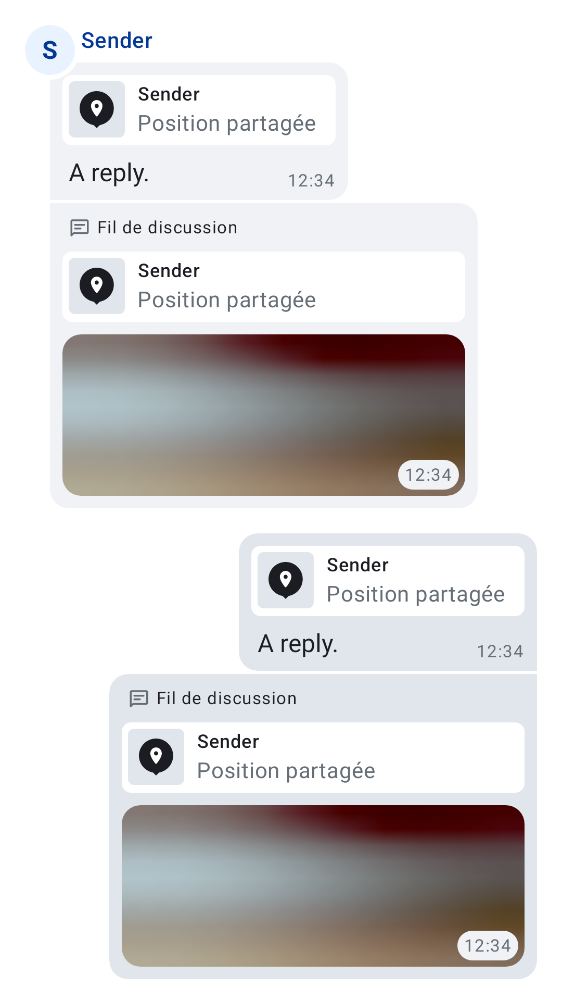 S
Sender
Sender
Position partagée
A reply.
12:34
Fil de discussion
Sender
Position partagée
12:34
Sender
Position partagée
A reply.
12:34
Fil de discussion
Sender
Position partagée
12:34